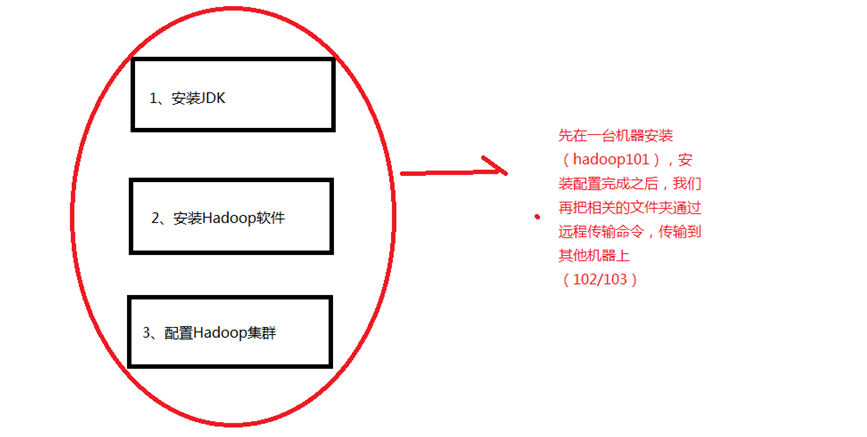 1、安装JDK
2、安装Hadoop软件
3、配置Hadoop集群
先在一台机器安装
（hadoop101），安
装配置完成之后，我们
再把相关的文件夹通过
远程传输命令，传输到
其他机器上
（102/103）